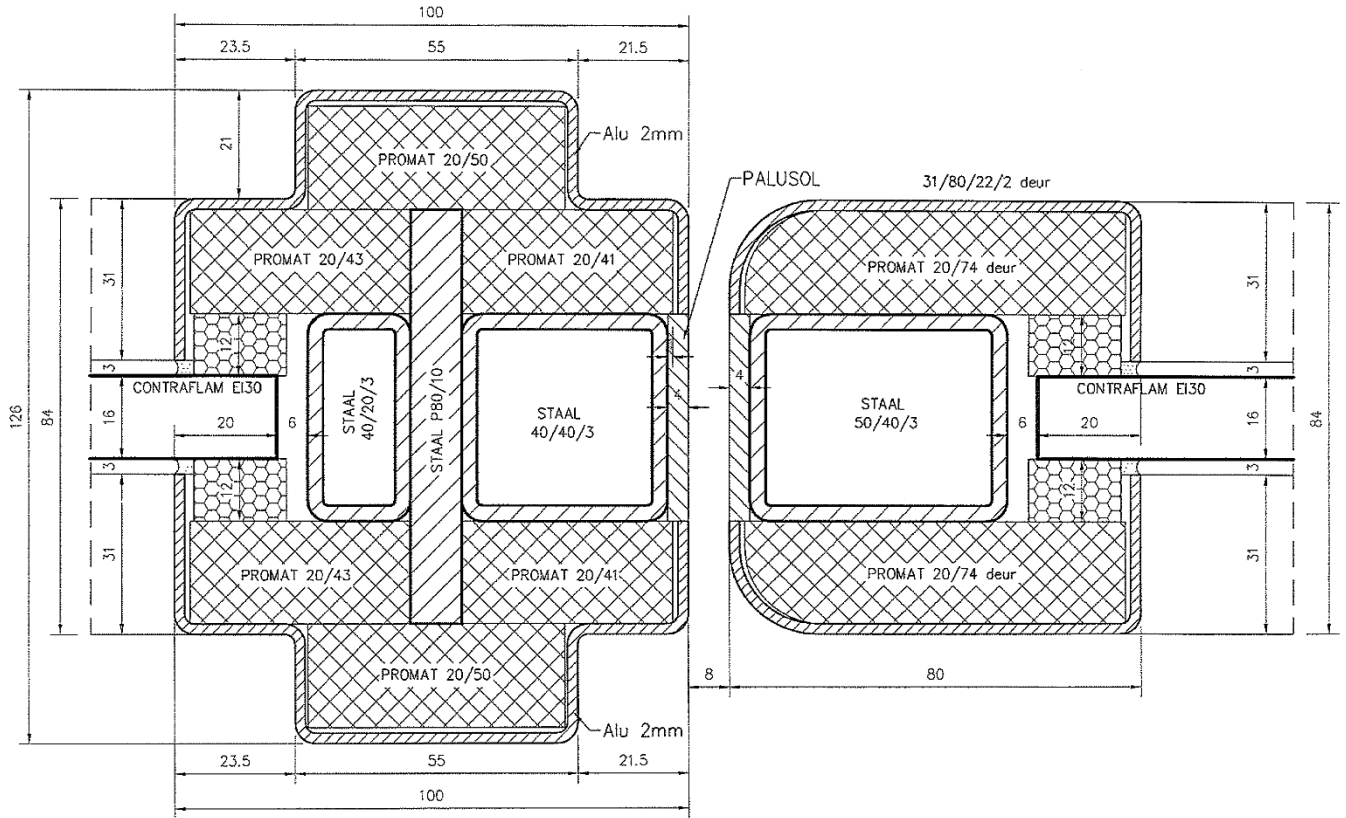 100
23.5 55 21.5
21
Alu 2mm
PROMAT 20/50
PALUSOL
31/80/22/2 deur
PROMAT 20/43
PROMAT 20/41
PROMAT 20/74 deur
31
31
12
12
3
3
CONTRAFLAM EI30
CONTRAFLAM EI30
126
84
16
20
6
STAAL
40/20/3
STAAL P80/10
STAAL
40/40/3
4
4
STAAL
50/40/3
6
20
16
84
3
3
12
12
31
31
PROMAT 20/43
PROMAT 20/41
PROMAT 20/74 deur
PROMAT 20/50
8
80
Alu 2mm
23.5 55 21.5
100